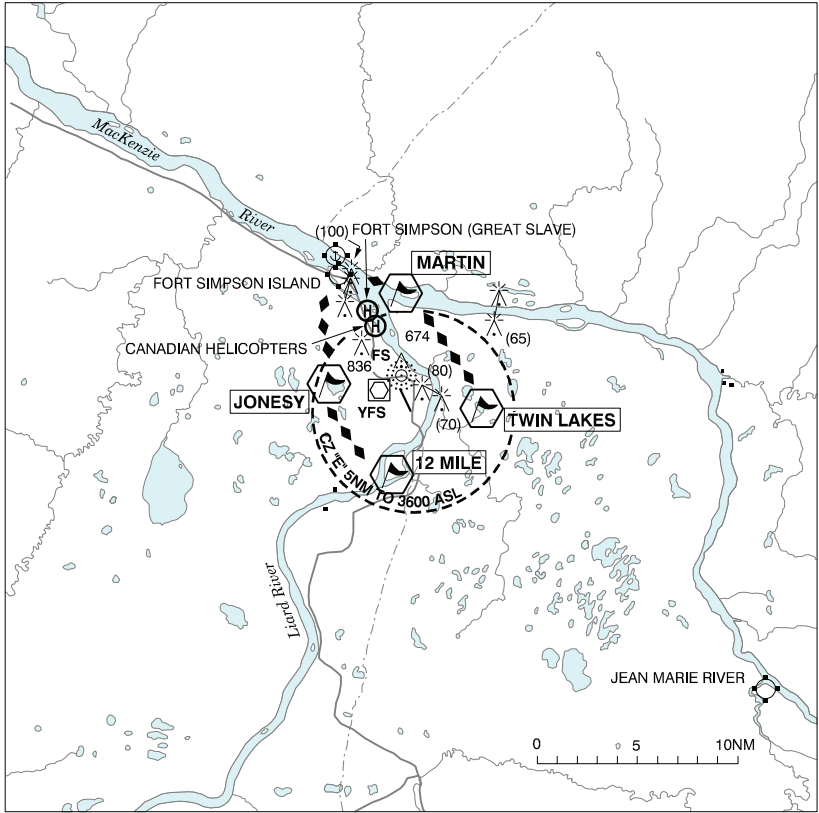 MacKenzie
River
(100)
FORT SIMPSON (GREAT SLAVE)
MARTIN
FORT SIMPSON ISLAND
H
H
CANADIAN HELICOPTERS
674
(65)
FS
836
(80)
JONESY
YFS
(70)
TWIN LAKES
12 MILE
CZ "E" 5NM TO 3600 ASL
Liard River
JEAN MARIE RIVER
0 5 10NM